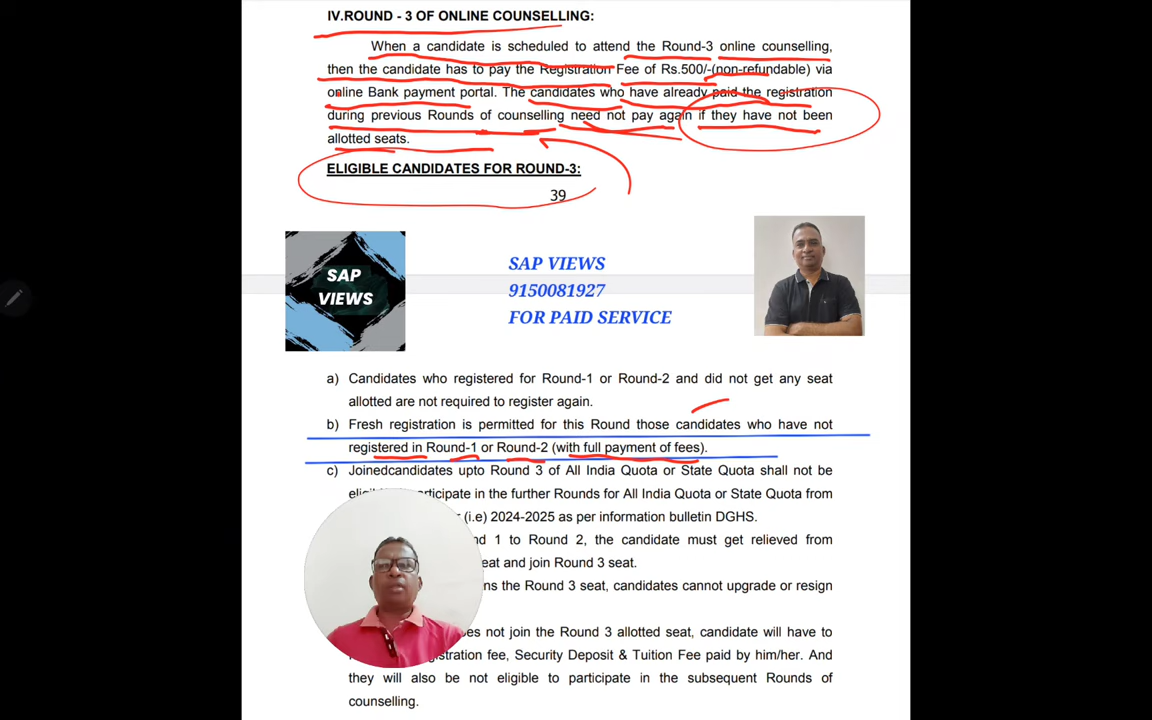 IV.ROUND - 3 OF ONLINE COUNSELLING:
When a candidate is scheduled to attend the Round-3 online counselling,
then the candidate has to pay the Registration Fee of Rs.500/-(non-refundable) via
online Bank payment portal. The candidates who have already paid the registration
during previous Rounds of counselling need not pay again if they have not been
allotted seats.
ELIGIBLE CANDIDATES FOR ROUND-3:
39
SAP
VIEWS
SAP VIEWS
9150081927
FOR PAID SERVICE
a) Candidates who registered for Round-1 or Round-2 and did not get any seat
allotted are not required to register again.
b) Fresh registration is permitted for this Round those candidates who have not
registered in Round-1 or Round-2 (with full payment of fees).
c) Joinedcandidates upto Round 3 of All India Quota or State Quota shall not be
participate in the further Rounds for All India Quota or State Quota from
(i.e) 2024-2025 as per information bulletin DGHS.
1 to Round 2, the candidate must get relieved from
and join Round 3 seat.
the Round 3 seat, candidates cannot upgrade or resign
not join the Round 3 allotted seat, candidate will have to
fee, Security Deposit & Tuition Fee paid by him/her. And
they will also be not eligible to participate in the subsequent Rounds of
counselling.